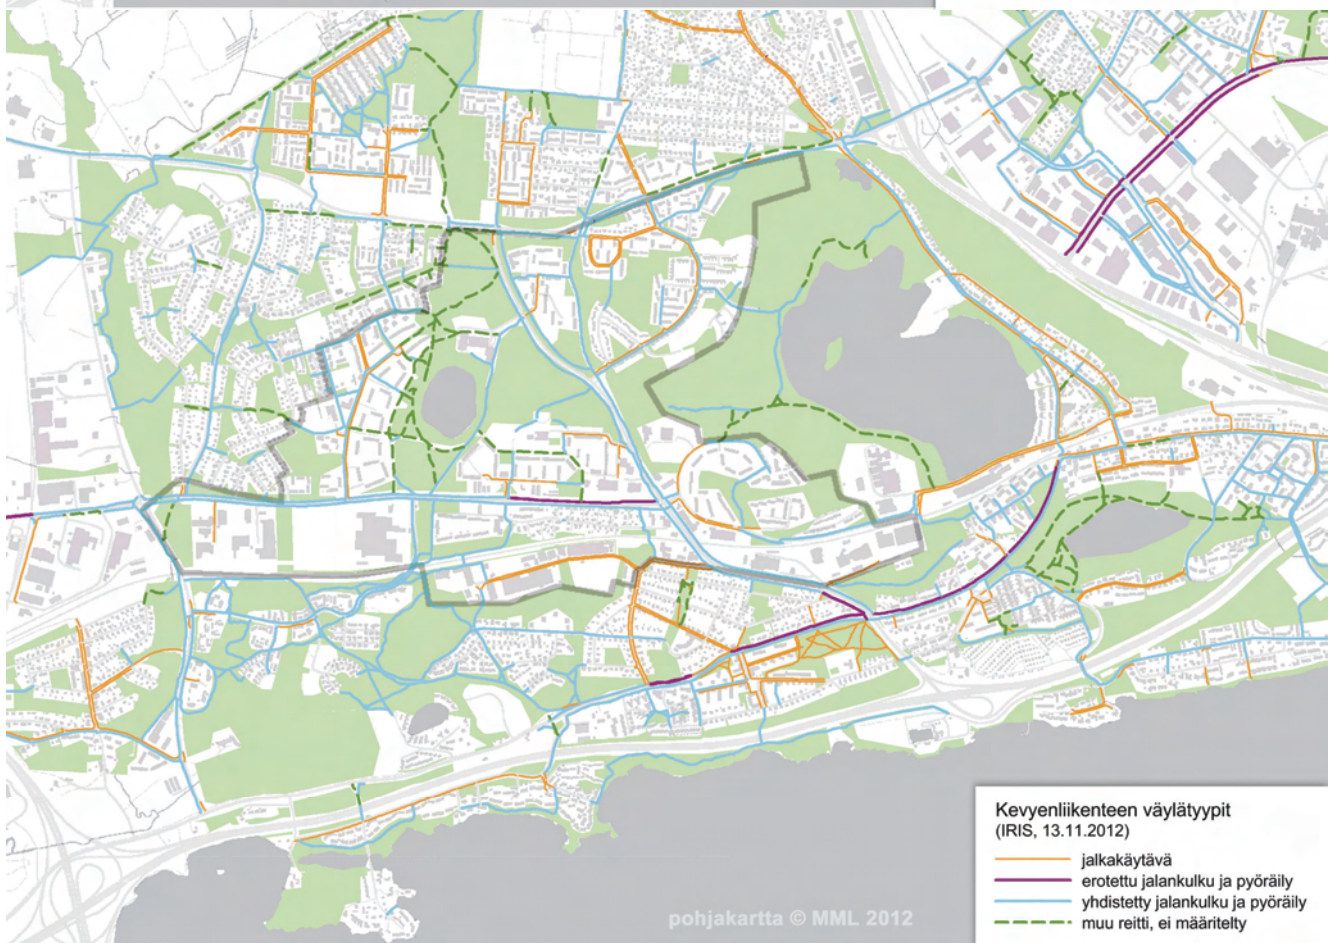 Kevyenliikenteen väylätyypit
(IRIS, 13.11.2012)
jalkakäytävä
erotettu jalankulku ja pyöräily
yhdistetty jalankulku ja pyöräily
muu reitti, ei määritelty
pohjakartta © MML 2012